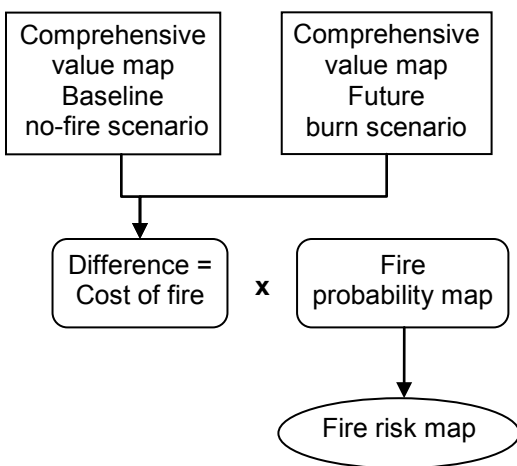 Comprehensive
value map
Baseline
no-fire scenario
Comprehensive
value map
Future
burn scenario
Difference =
Cost of fire
x
Fire
probability map
Fire risk map